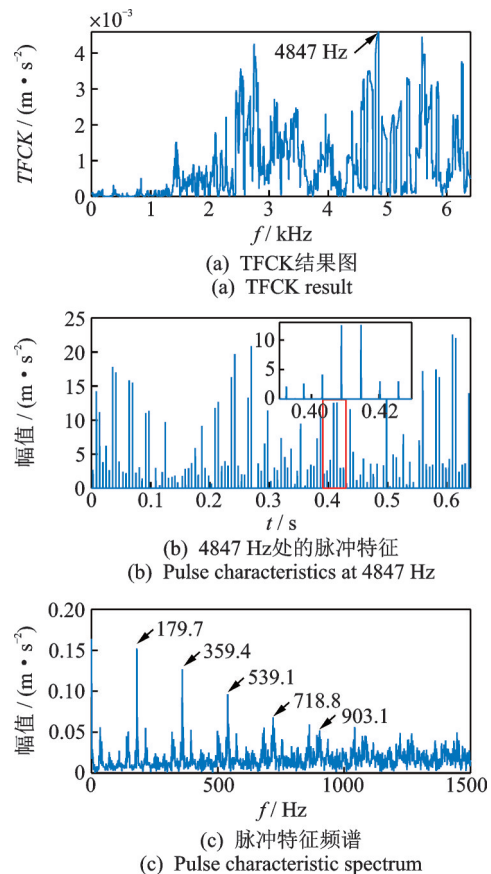 ×10⁻³
4847 Hz
TFCK / (m • s⁻²)
4
3
2
1
0
0 1 2 3 4 5 6
f / kHz
(a) TFCK结果图
(a) TFCK result
幅值 / (m • s⁻²)
25
20
15
10
5
0
10
5
0
0.40 0.42
0 0.1 0.2 0.3 0.4 0.5 0.6
t / s
(b) 4847 Hz处的脉冲特征
(b) Pulse characteristics at 4847 Hz
幅值 / (m • s⁻²)
0.20
0.15
0.10
0.05
0
179.7
359.4
539.1
718.8
903.1
0 500 1000 1500
f / Hz
(c) 脉冲特征频谱
(c) Pulse characteristic spectrum